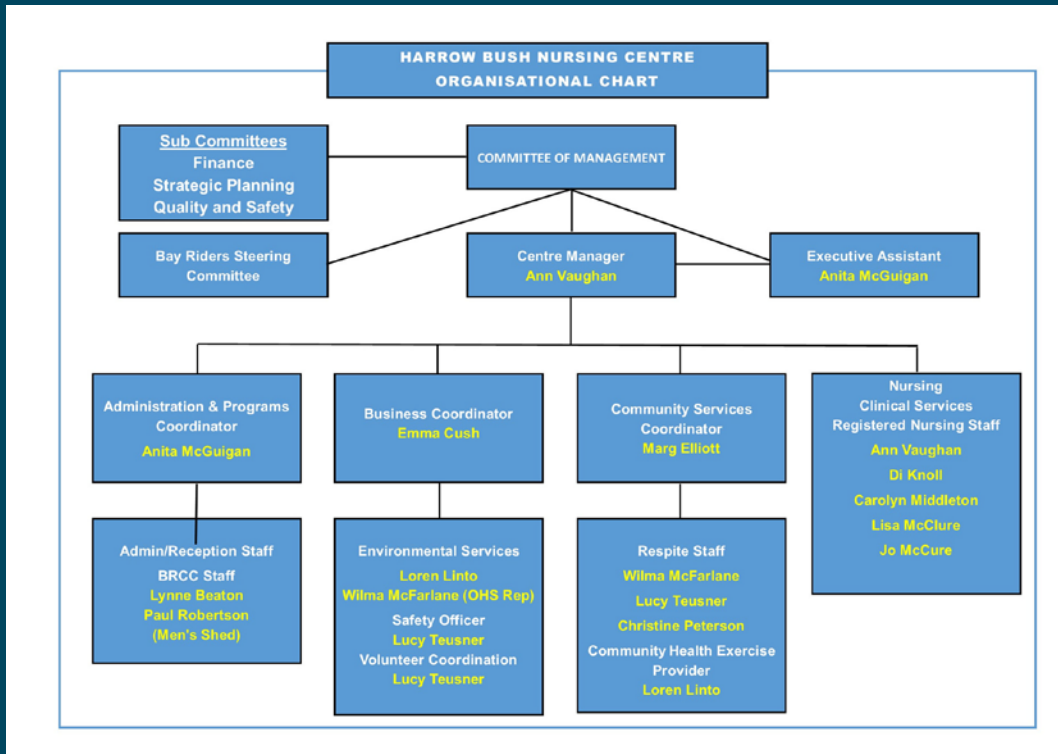 HARROW BUSH NURSING CENTRE
ORGANISATIONAL CHART
Sub Committees
Finance
Strategic Planning
Quality and Safety
COMMITTEE OF MANAGEMENT
Bay Riders Steering
Committee
Centre Manager
Ann Vaughan
Executive Assistant
Anita McGuigan
Administration & Programs
Coordinator
Anita McGuigan
Business Coordinator
Emma Cush
Community Services
Coordinator
Marg Elliott
Nursing
Clinical Services
Registered Nursing Staff
Ann Vaughan
Di Knoll
Carolyn Middleton
Lisa McClure
Jo McCure
Admin/Reception Staff
BRCC Staff
Lynne Beaton
Paul Robertson
(Men's Shed)
Environmental Services
Loren Linto
Wilma McFarlane (OHS Rep)
Safety Officer
Lucy Teusner
Volunteer Coordination
Lucy Teusner
Respite Staff
Wilma McFarlane
Lucy Teusner
Christine Peterson
Community Health Exercise
Provider
Loren Linto